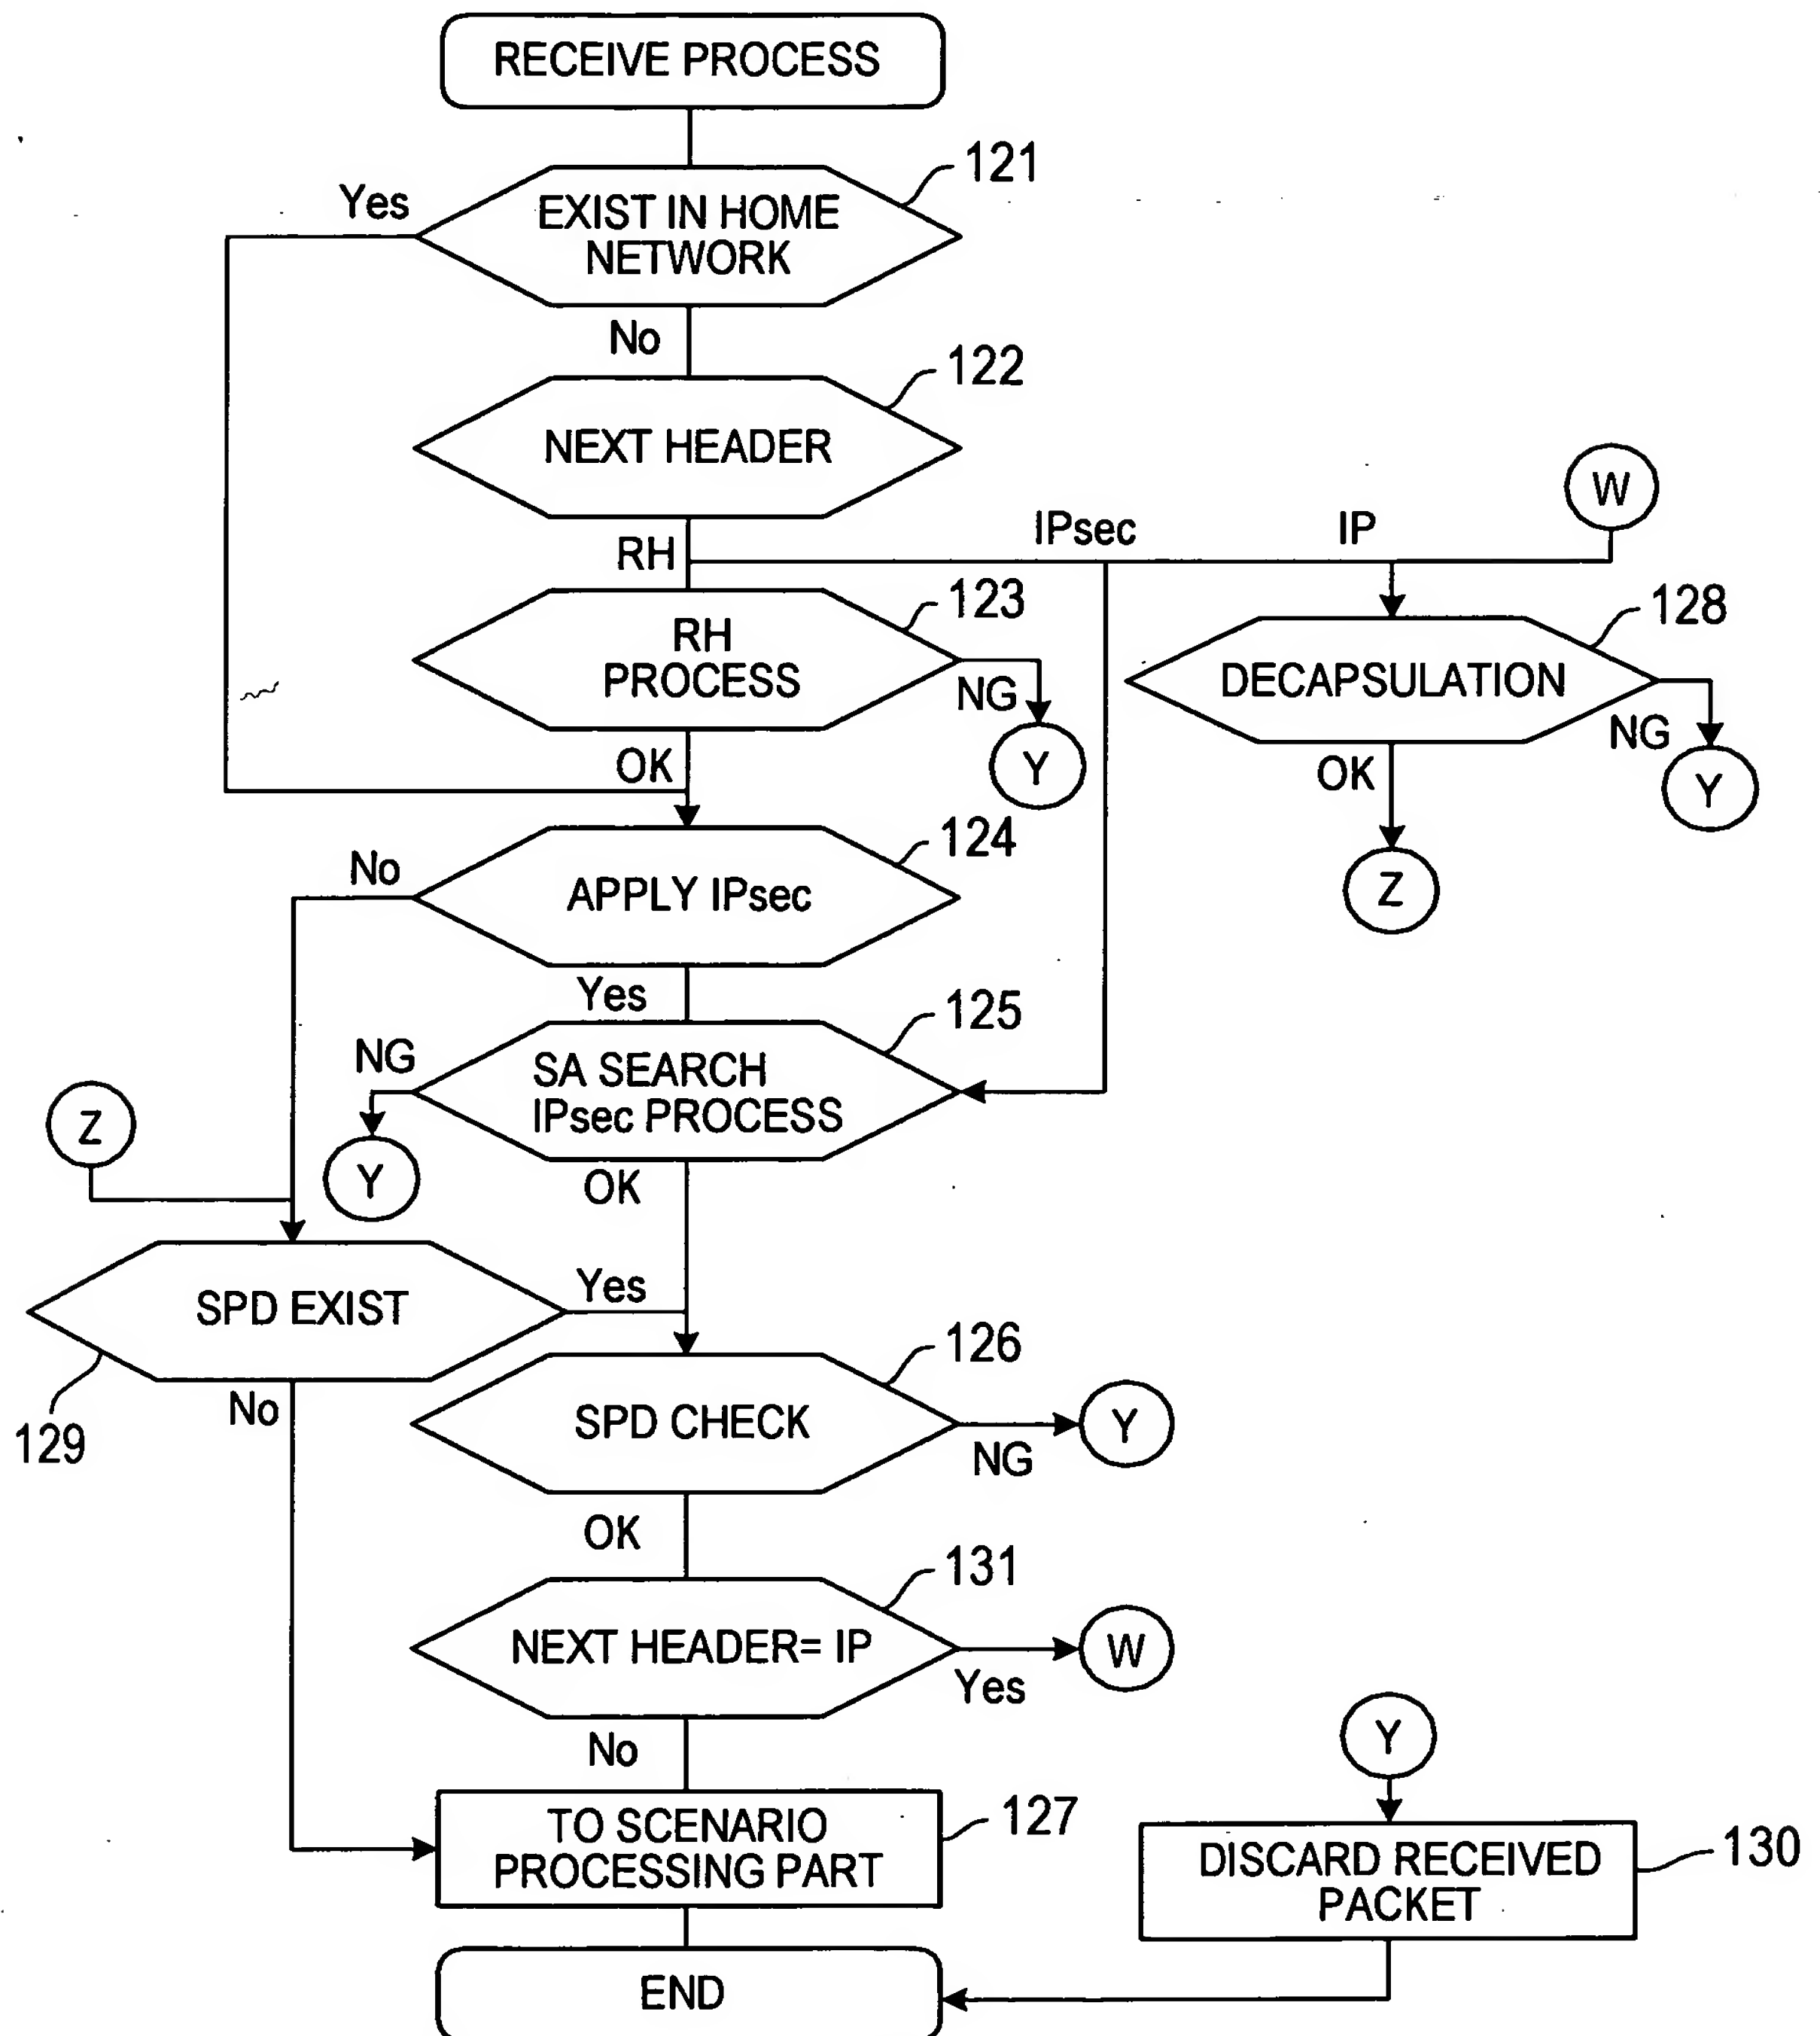 RECEIVE PROCESS
121
Yes
EXIST IN HOME
NETWORK
No
122
NEXT HEADER
W
IPsec
IP
RH
123
128
RH
PROCESS
NG
Y
DECAPSULATION
NG
Y
OK
OK
Z
124
No
APPLY IPsec
Yes
125
NG
SA SEARCH
IPsec PROCESS
Z
Y
OK
SPD EXIST
Yes
129
No
126
SPD CHECK
NG
Y
OK
131
NEXT HEADER= IP
Yes
W
No
Y
TO SCENARIO
PROCESSING PART
127
DISCARD RECEIVED
PACKET
130
END